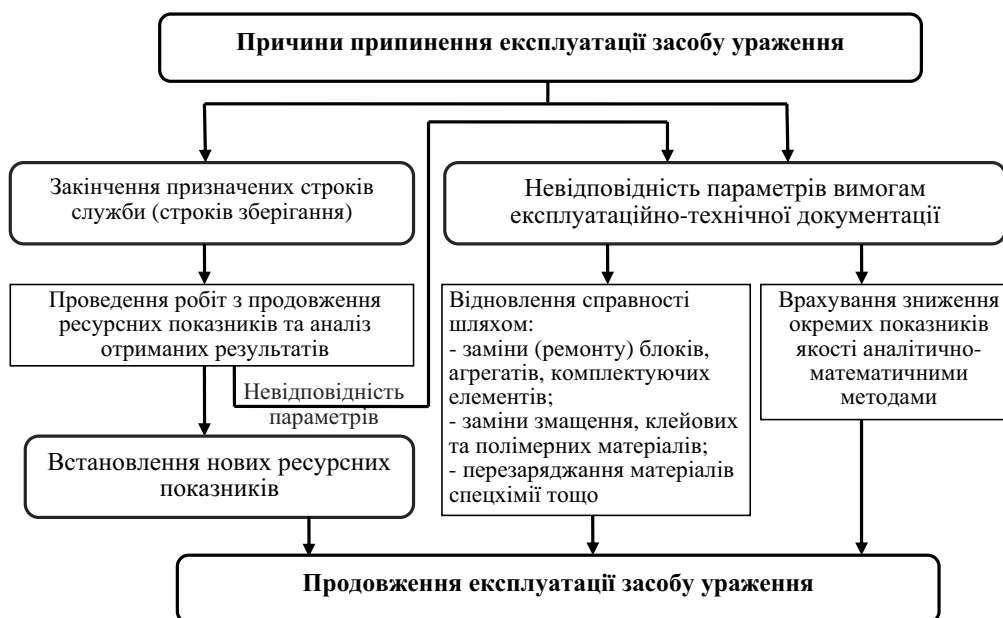 Причини припинення експлуатації засобу ураження
Закінчення призначених строків
служби (строків зберігання)
Невідповідність параметрів вимогам
експлуатаційно-технічної документації
Проведення робіт з продовження
ресурсних показників та аналіз
отриманих результатів
Невідповідність
параметрів
Встановлення нових ресурсних
показників
Відновлення справності
шляхом:
- заміни (ремонту) блоків,
агрегатів, комплектуючих
елементів;
- заміни змащення, клейових
та полімерних матеріалів;
- перезаряджання матеріалів
спецхімії тощо
Врахування зниження
окремих показників
якості аналітично-
математичними
методами
Продовження експлуатації засобу ураження